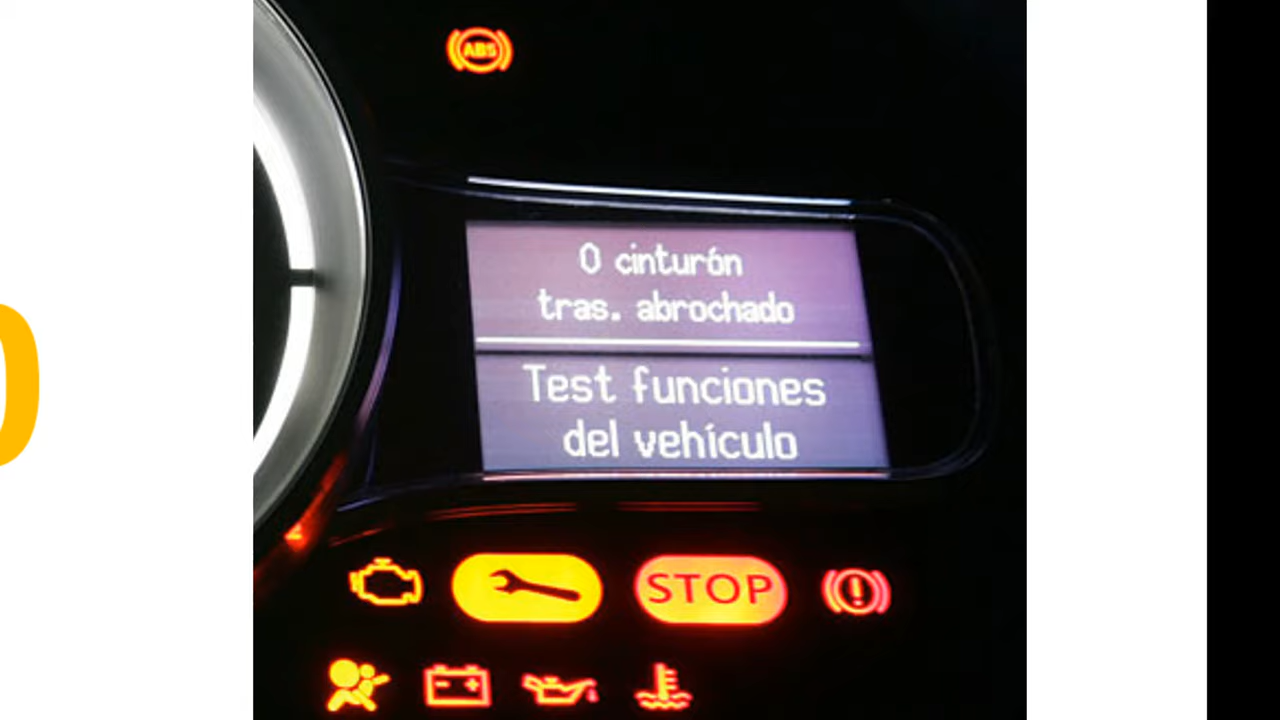 ABS
0 cinturón
tras. abrochado
Test funciones
del vehículo
STOP